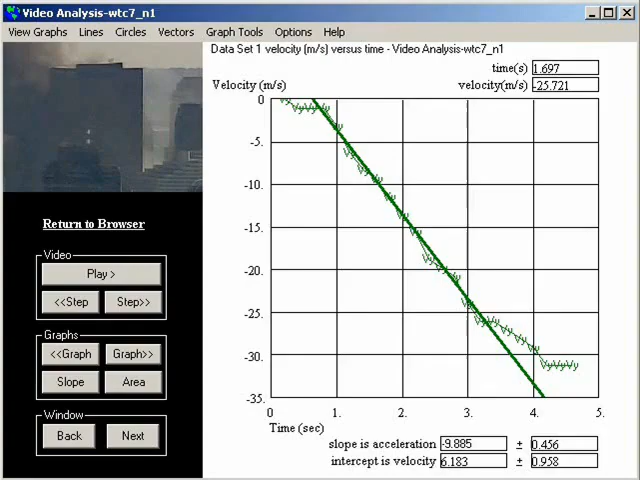 Video Analysis-wtc7_n1
View Graphs Lines Circles Vectors Graph Tools Options Help
Data Set 1 velocity (m/s) versus time - Video Analysis-wtc7_n1
time(s) 1.697
Velocity (m/s) velocity(m/s) -25.721
0
-5.
-10.
-15.
-20.
-25.
-30.
-35.
0 1. 2. 3. 4. 5.
Time (sec)
slope is acceleration -9.885 ± 0.456
intercept is velocity 6.183 ± 0.958
Return to Browser
Video
Play >
<<Step Step>>
Graphs
<<Graph Graph>>
Slope Area
Window
Back Next